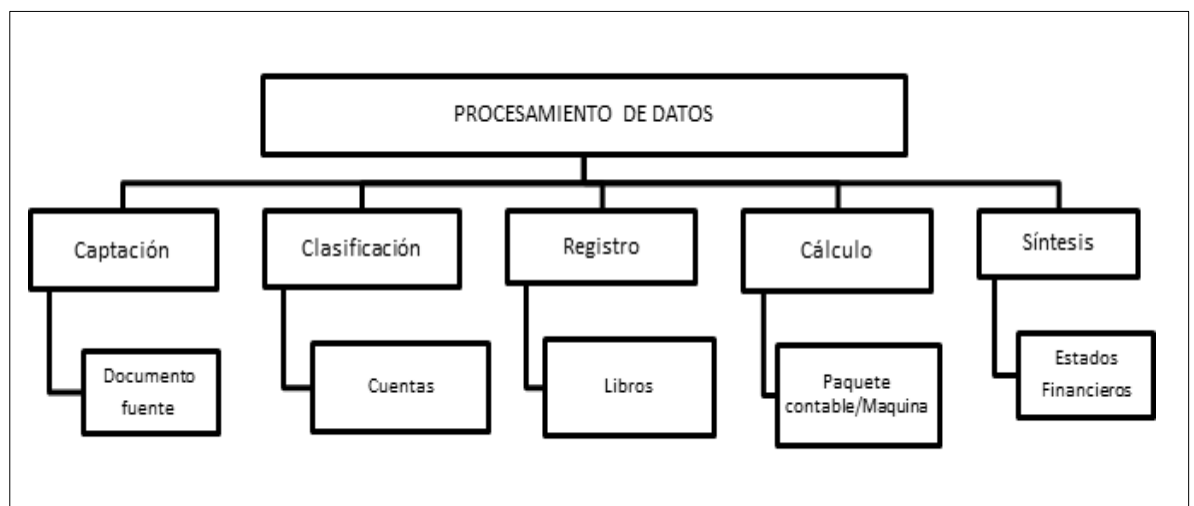 PROCESAMIENTO DE DATOS
Captación
Clasificación
Registro
Cálculo
Síntesis
Documento
fuente
Cuentas
Libros
Paquete
contable/Maquina
Estados
Financieros